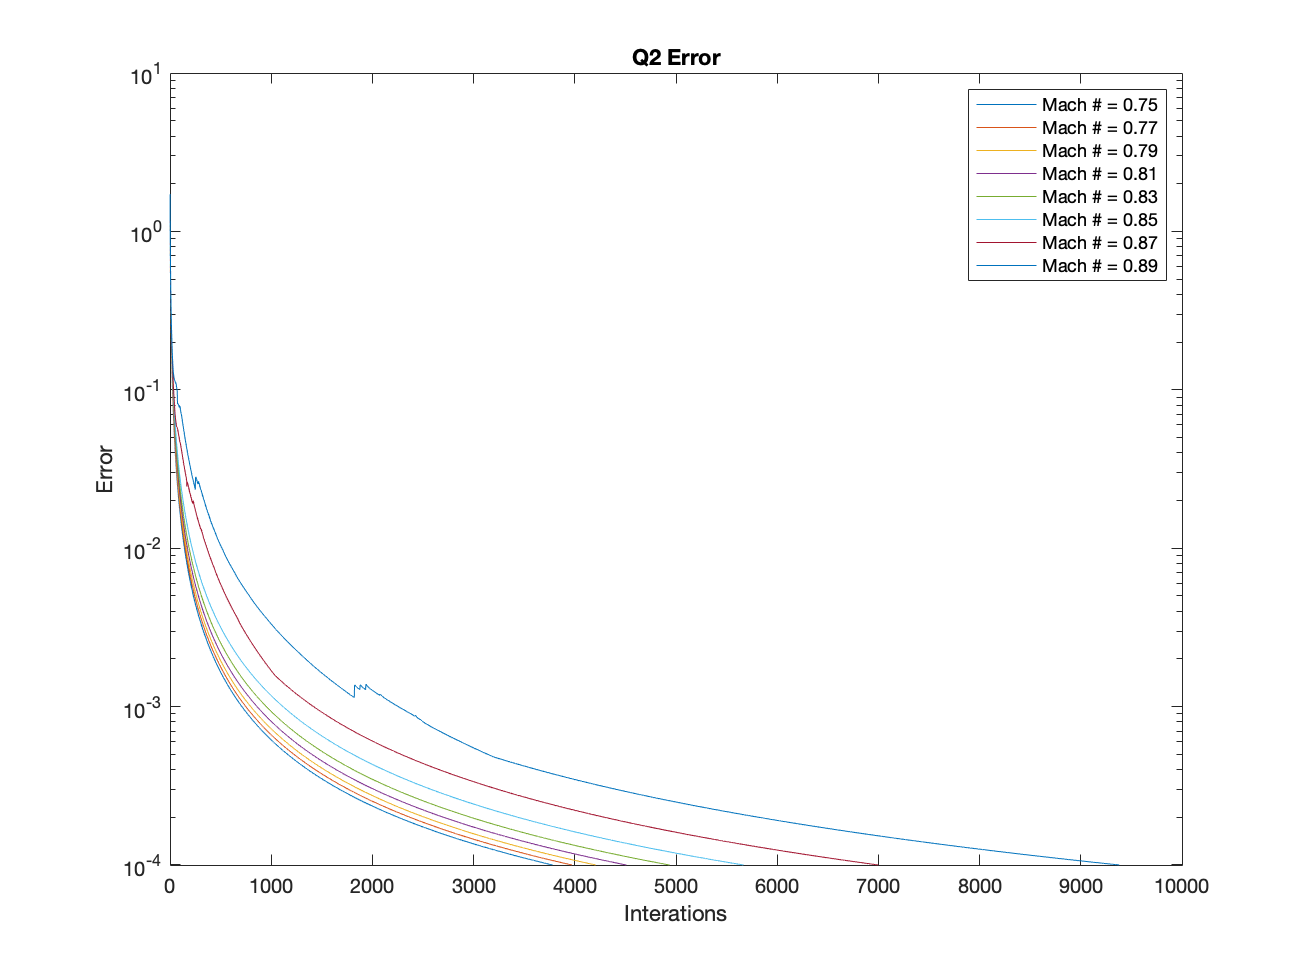 Q2 Error
10^1
10^0
10^-1
10^-2
10^-3
10^-4
Error
0 1000 2000 3000 4000 5000 6000 7000 8000 9000 10000
Interations
Mach # = 0.75
Mach # = 0.77
Mach # = 0.79
Mach # = 0.81
Mach # = 0.83
Mach # = 0.85
Mach # = 0.87
Mach # = 0.89